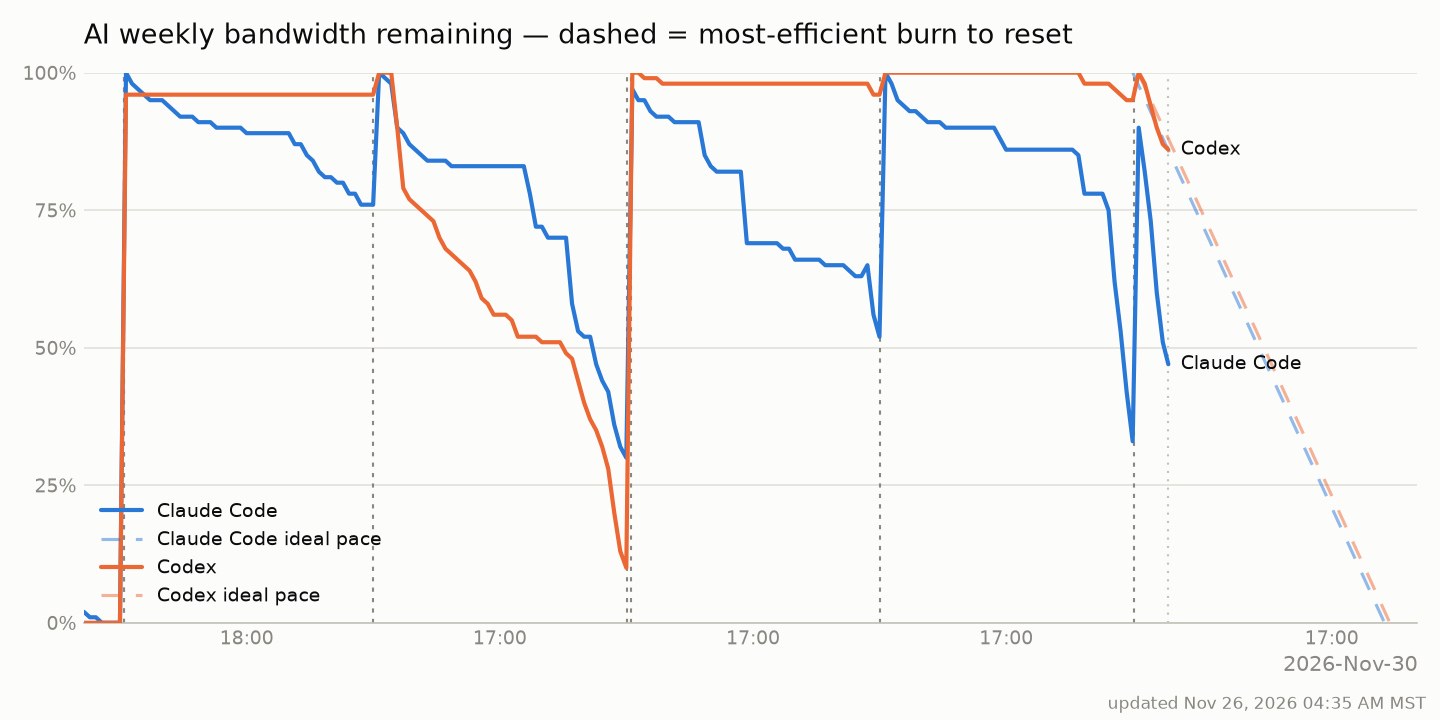 AI weekly bandwidth remaining — dashed = most-efficient burn to reset
100%
75%
50%
25%
0%
Codex
Claude Code
Claude Code
Claude Code ideal pace
Codex
Codex ideal pace
18:00
17:00
17:00
17:00
17:00
2026-Nov-30
updated Nov 26, 2026 04:35 AM MST